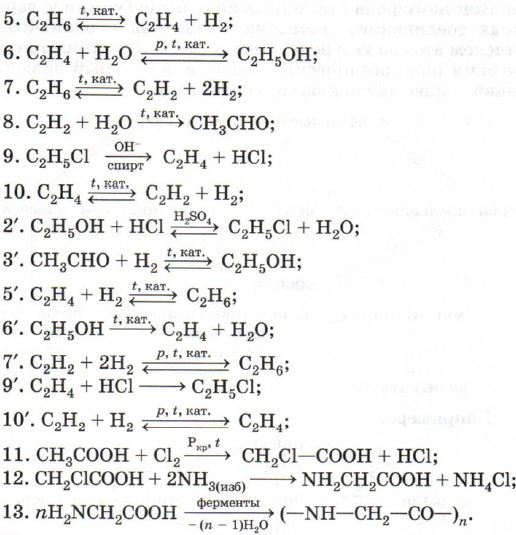 5. C₂H₆ ⇄ (t, кат.) C₂H₄ + H₂;
6. C₂H₄ + H₂O ⇄ (p, t, кат.) C₂H₅OH;
7. C₂H₆ ⇄ (t, кат.) C₂H₂ + 2H₂;
8. C₂H₂ + H₂O → (t, кат.) CH₃CHO;
9. C₂H₅Cl → (OH⁻, спирт) C₂H₄ + HCl;
10. C₂H₄ ⇄ (t, кат.) C₂H₂ + H₂;
2′. C₂H₅OH + HCl ⇄ (H₂SO₄) C₂H₅Cl + H₂O;
3′. CH₃CHO + H₂ ⇄ (t, кат.) C₂H₅OH;
5′. C₂H₄ + H₂ ⇄ (t, кат.) C₂H₆;
6′. C₂H₅OH → (t, кат.) C₂H₄ + H₂O;
7′. C₂H₂ + 2H₂ ⇄ (p, t, кат.) C₂H₆;
9′. C₂H₄ + HCl → C₂H₅Cl;
10′. C₂H₂ + H₂ ⇄ (p, t, кат.) C₂H₄;
11. CH₃COOH + Cl₂ → (Pкр, t) CH₂Cl—COOH + HCl;
12. CH₂ClCOOH + 2NH₃(изб) → NH₂CH₂COOH + NH₄Cl;
13. nH₂NCH₂COOH → (ферменты, −(n − 1)H₂O) (—NH—CH₂—CO—)ₙ.